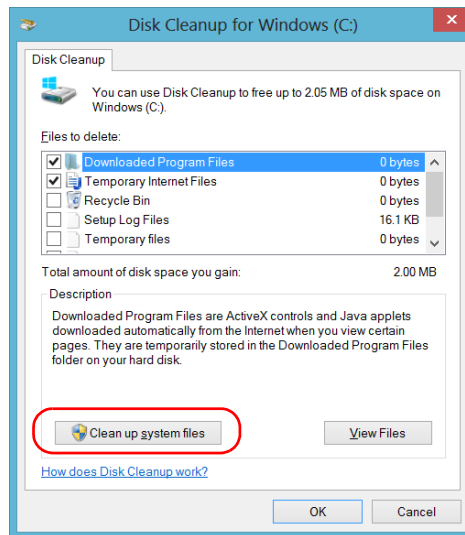 Disk Cleanup for Windows (C:)
Disk Cleanup
You can use Disk Cleanup to free up to 2.05 MB of disk space on
Windows (C:).
Files to delete:
Downloaded Program Files 0 bytes
Temporary Internet Files 0 bytes
Recycle Bin 0 bytes
Setup Log Files 16.1 KB
Temporary files 0 bytes
Total amount of disk space you gain: 2.00 MB
Description
Downloaded Program Files are ActiveX controls and Java applets
downloaded automatically from the Internet when you view certain
pages. They are temporarily stored in the Downloaded Program Files
folder on your hard disk.
Clean up system files View Files
How does Disk Cleanup work?
OK Cancel